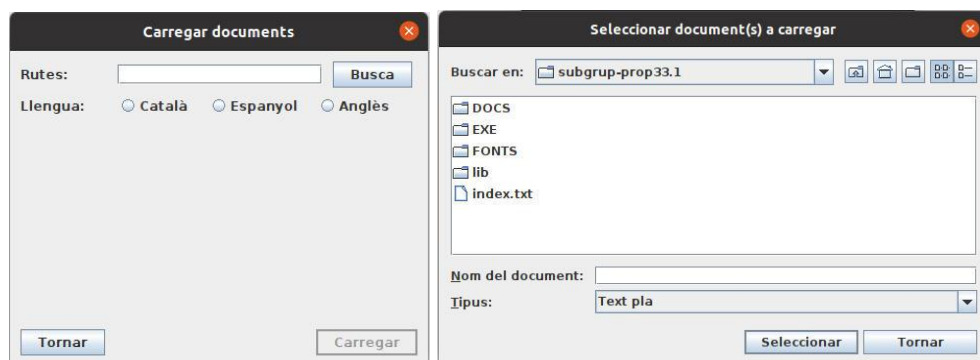 Carregar documents
Rutes: Busca
Llengua: Català Espanyol Anglès
Tornar Carregar
Seleccionar document(s) a carregar
Buscar en: subgrup-prop33.1
DOCS
EXE
FONTS
lib
index.txt
Nom del document:
Tipus: Text pla
Seleccionar Tornar